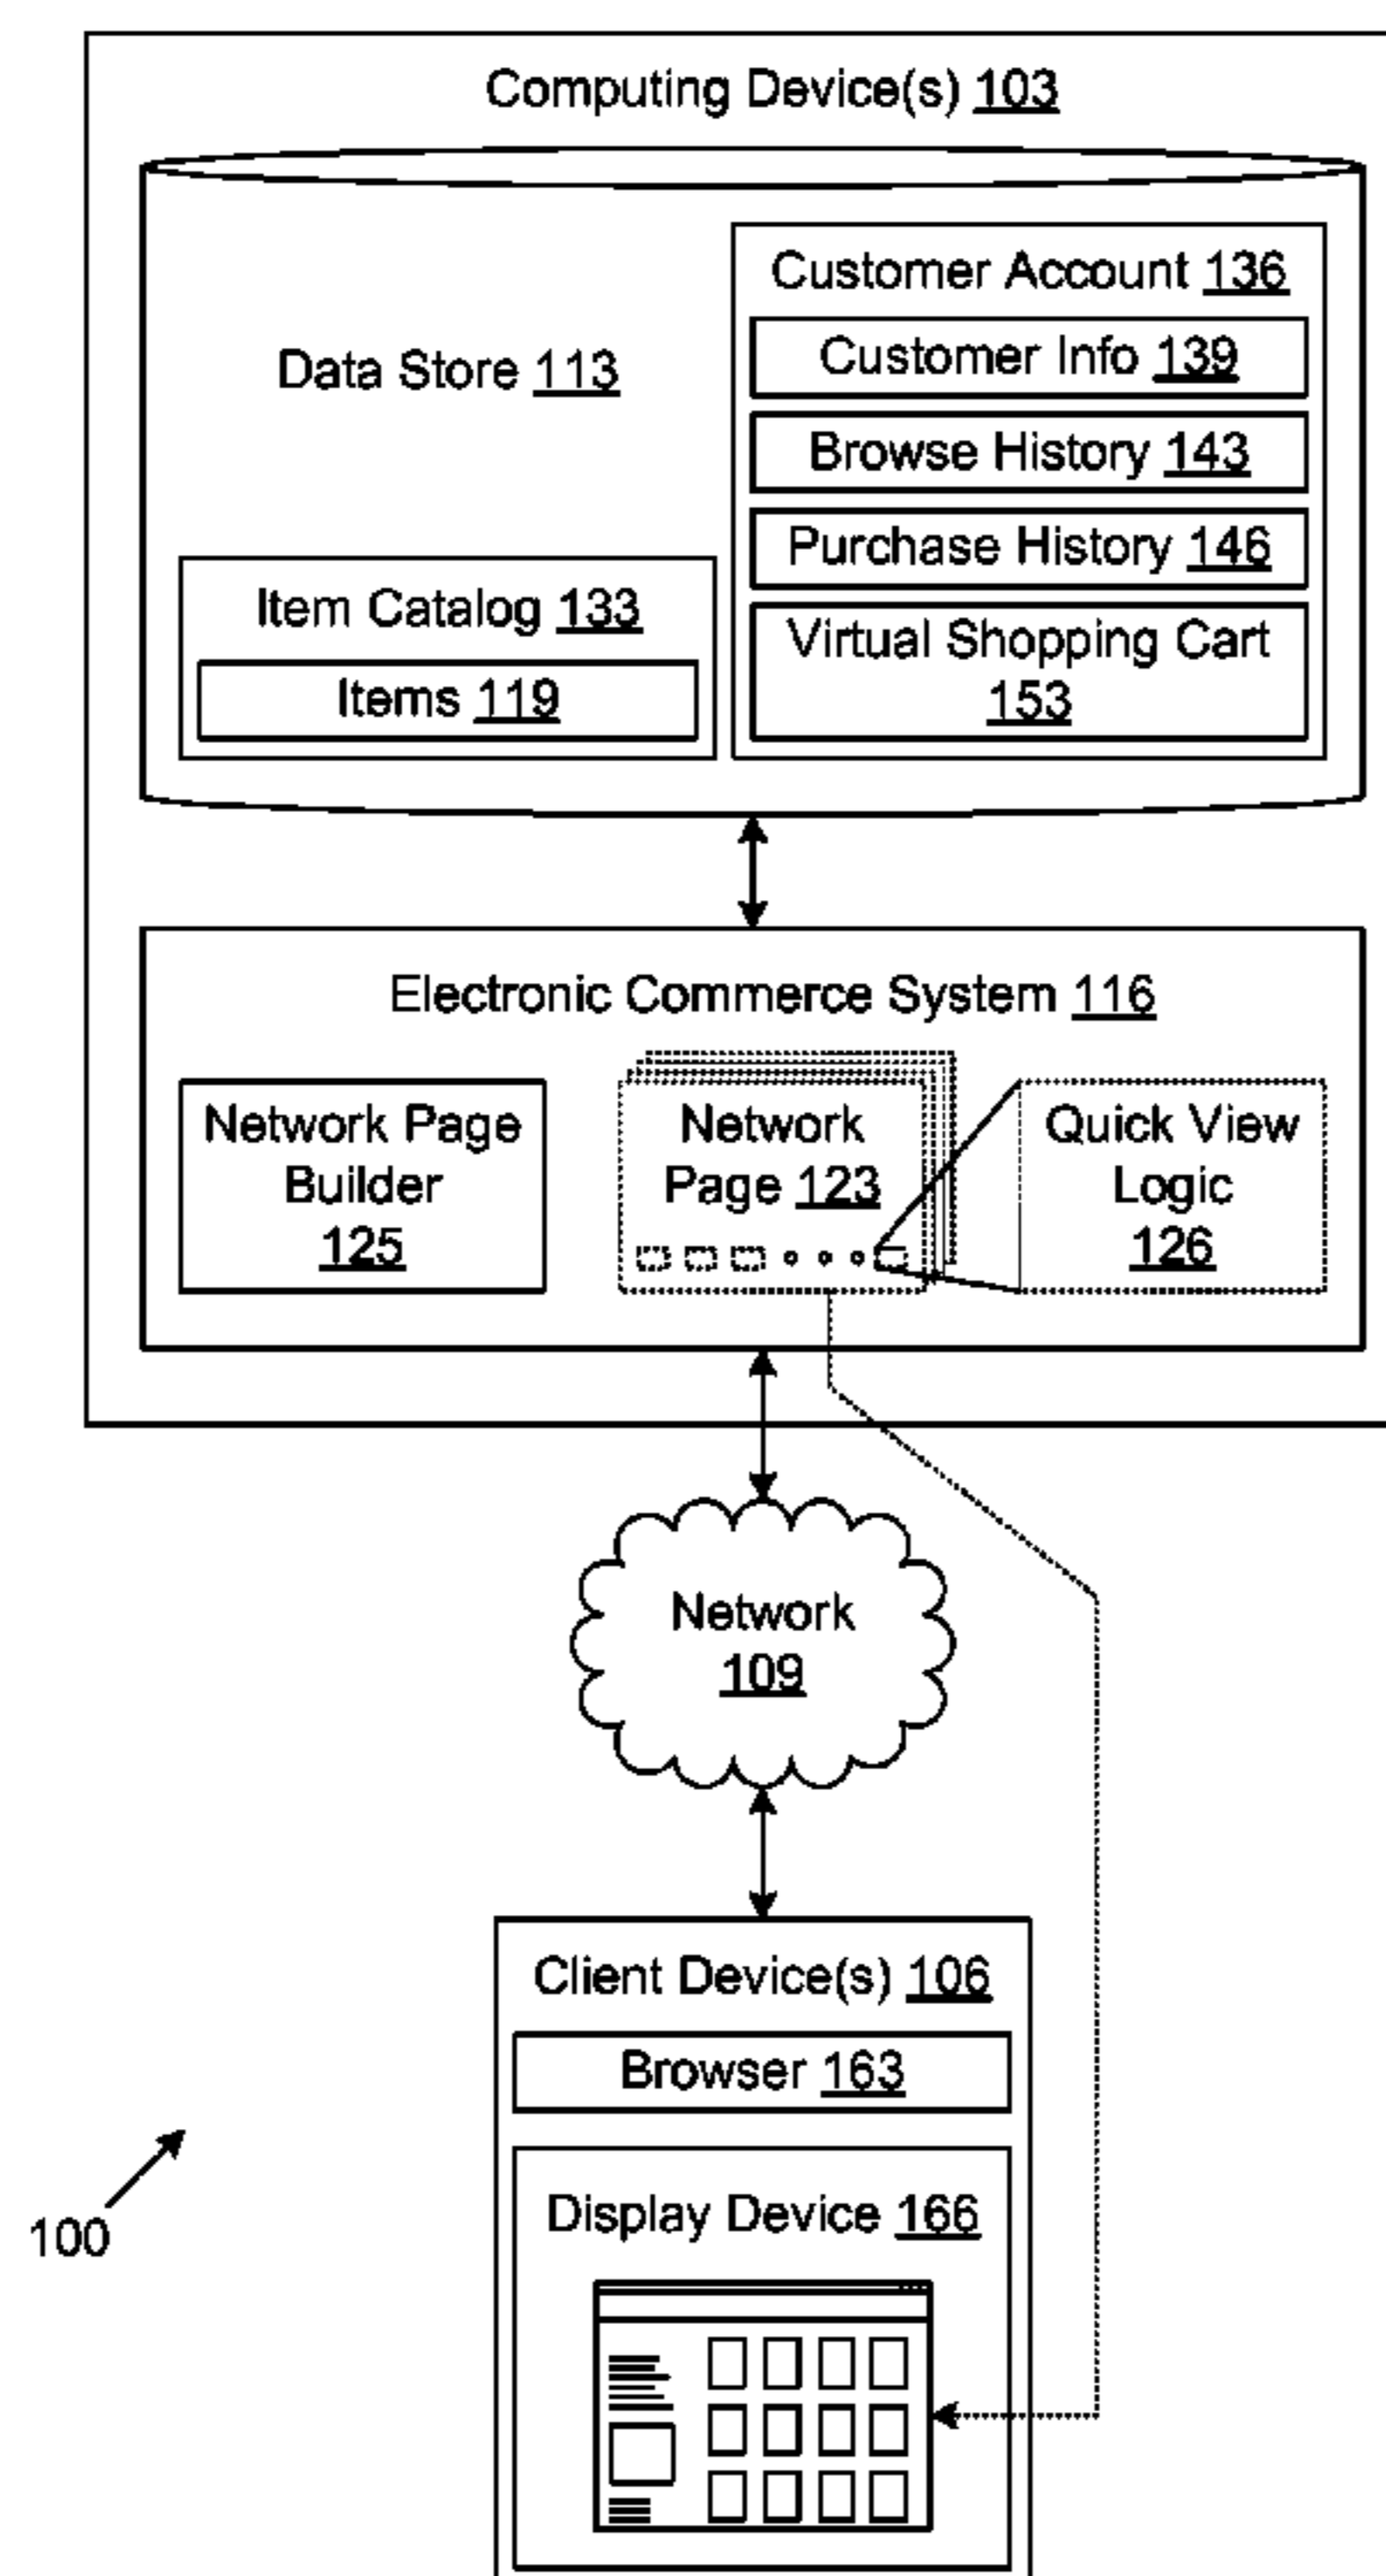 Computing Device(s) 103
Customer Account 136
Customer Info 139
Data Store 113
Browse History 143
Purchase History 146
Item Catalog 133
Virtual Shopping Cart
153
Items 119
Electronic Commerce System 116
Network Page
Builder
125
Network
Page 123
Quick View
Logic
126
Network
109
Client Device(s) 106
Browser 163
Display Device 166
100